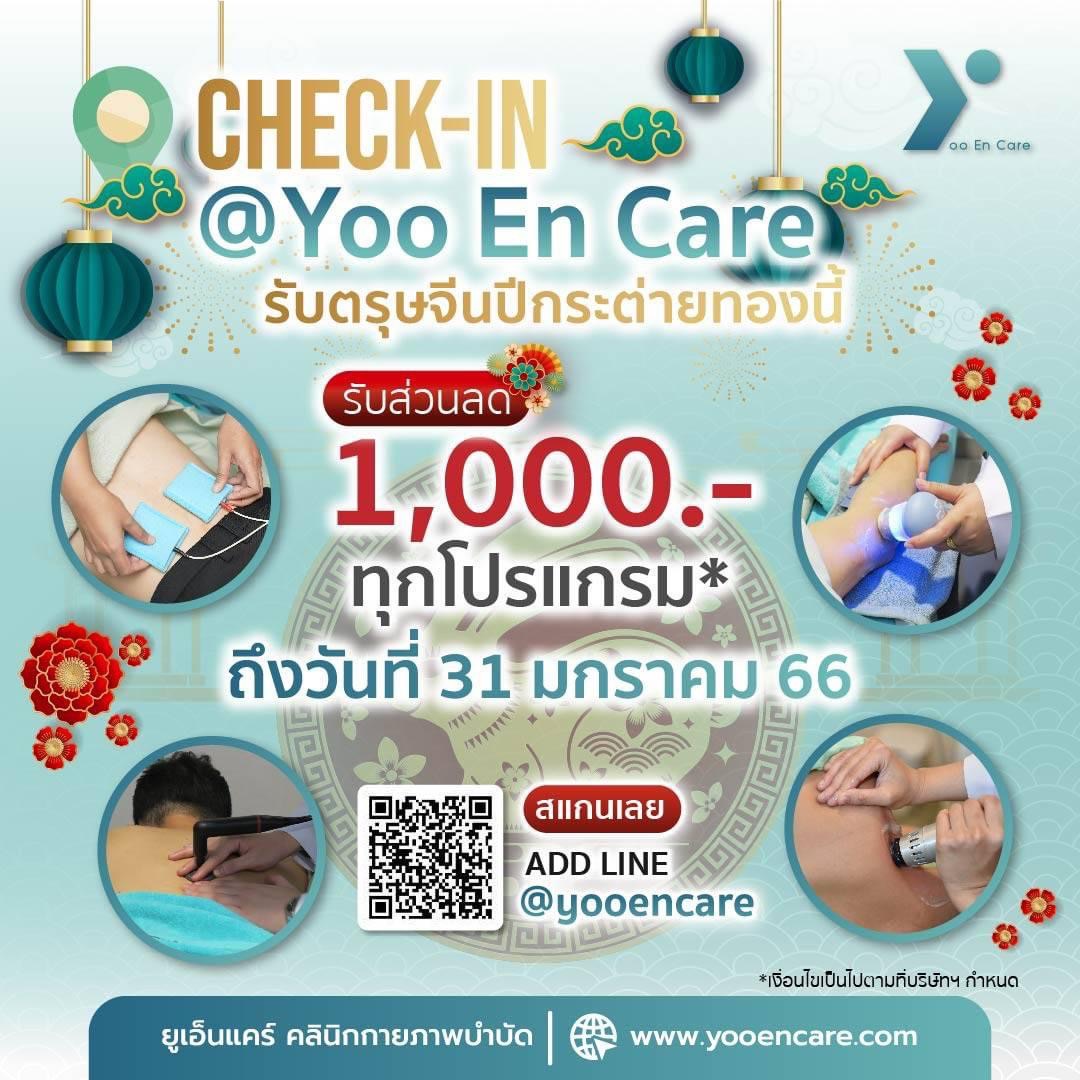 CHECK-IN
@Yoo En Care
oo En Care
รับตรุษจีนปีกระต่ายทองนี้
รับส่วนลด
1,000.-
ทุกโปรแกรม*
ถึงวันที่ 31 มกราคม 66
สแกนเลย
ADD LINE
@yooencare
*เงื่อนไขเป็นไปตามที่บริษัทฯ กำหนด
ยูเอ็นแคร์ คลินิกกายภาพบำบัด
www.yooencare.com